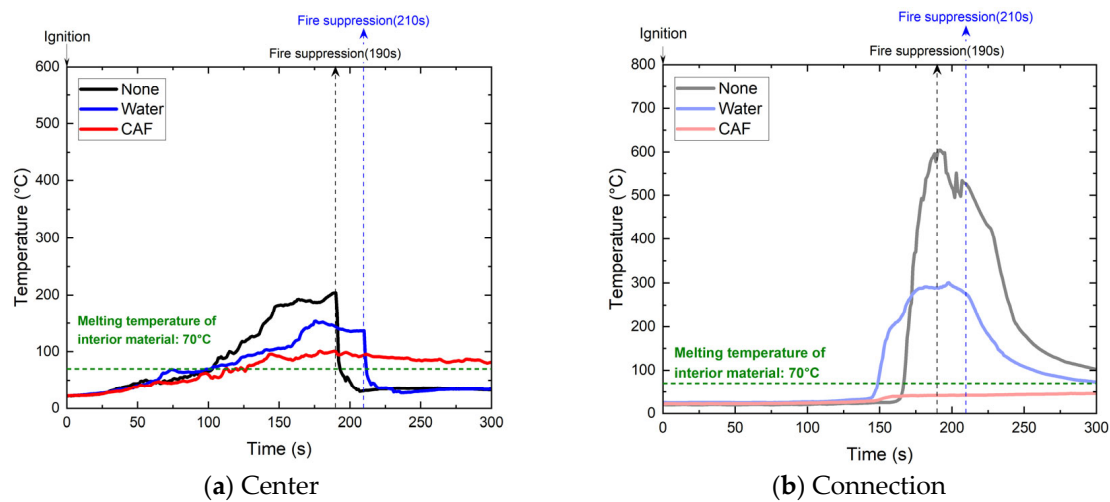 Fire suppression(210s)
Ignition
Fire suppression(190s)
600
500
400
300
200
100
0
Temperature (°C)
None
Water
CAF
Melting temperature of
interior material: 70°C
0
50
100
150
200
250
300
Time (s)
(a) Center
Fire suppression(210s)
Ignition
Fire suppression(190s)
800
700
600
500
400
300
200
100
0
Temperature (°C)
None
Water
CAF
Melting temperature of
interior material: 70°C
0
50
100
150
200
250
300
Time (s)
(b) Connection